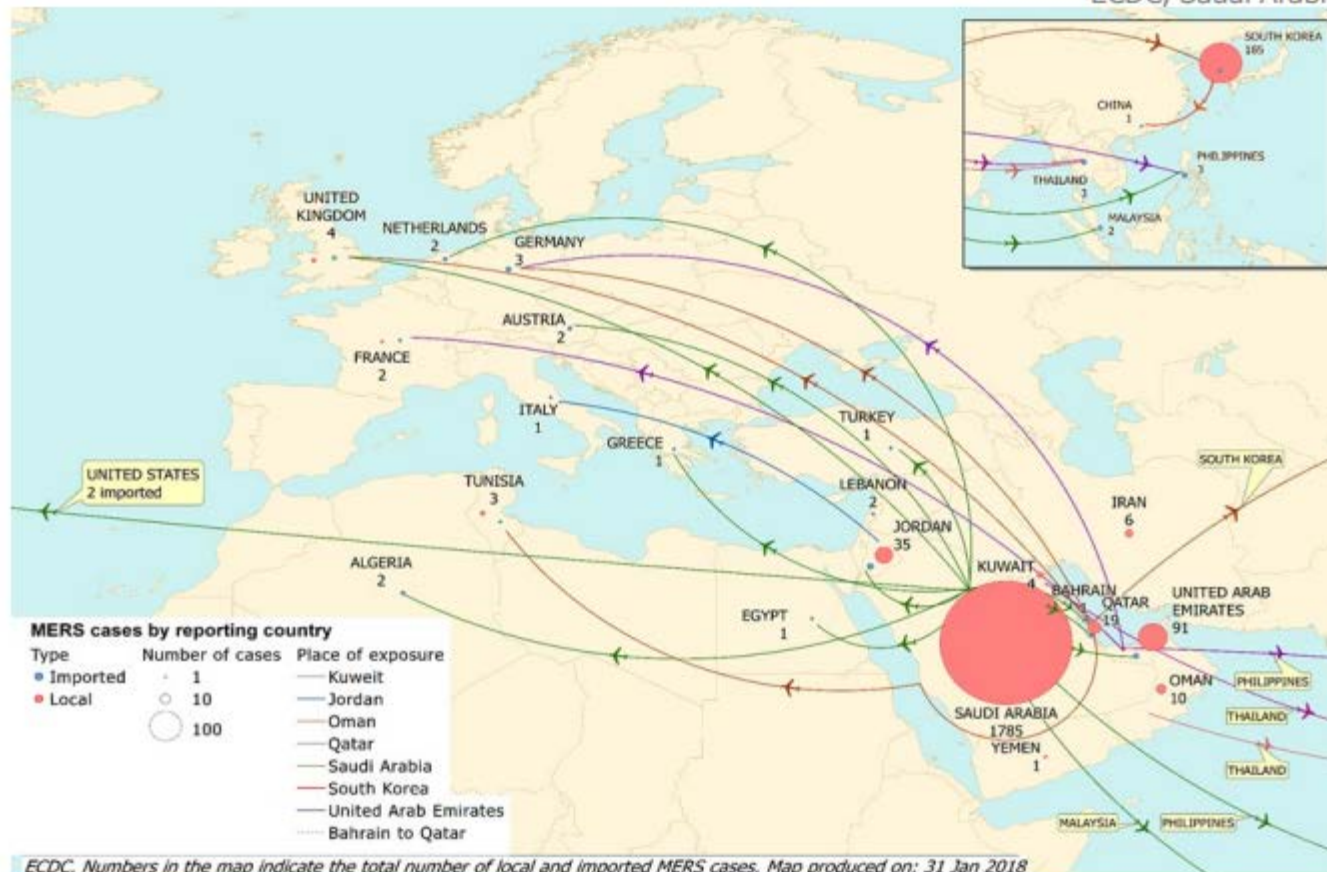 ECDC, Saudi Arabi
SOUTH KOREA
185
CHINA
1
PHILIPPINES
3
THAILAND
3
MALAYSIA
2
UNITED
KINGDOM
4
NETHERLANDS
2
GERMANY
3
AUSTRIA
2
FRANCE
2
ITALY
1
GREECE
1
TURKEY
1
UNITED STATES
2 imported
TUNISIA
3
LEBANON
2
SOUTH KOREA
IRAN
6
JORDAN
35
ALGERIA
2
KUWAIT
4
BAHRAIN
QATAR
19
UNITED ARAB
EMIRATES
91
EGYPT
1
PHILIPPINES
OMAN
10
THAILAND
SAUDI ARABIA
1785
YEMEN
1
THAILAND
MALAYSIA
PHILIPPINES
MERS cases by reporting country
Type
Imported
Local
Number of cases
1
10
100
Place of exposure
Kuweit
Jordan
Oman
Qatar
Saudi Arabia
South Korea
United Arab Emirates
Bahrain to Qatar
ECDC. Numbers in the map indicate the total number of local and imported MERS cases. Map produced on: 31 Jan 2018